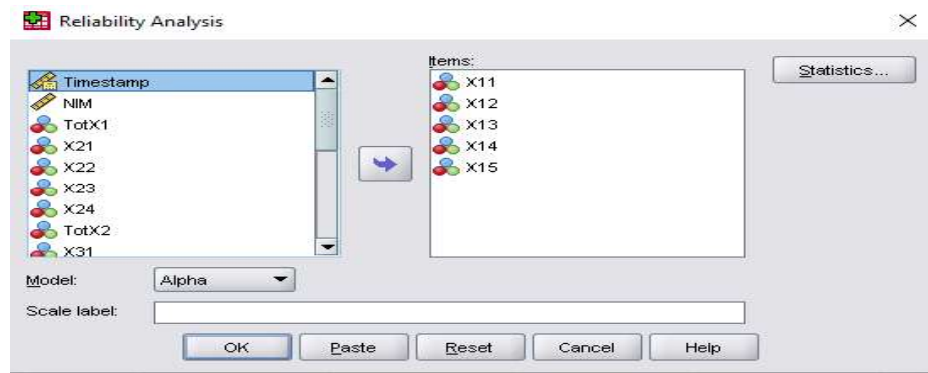 Reliability Analysis
Items:
Timestamp
NIM
TotX1
X21
X22
X23
X24
TotX2
X31
X11
X12
X13
X14
X15
Statistics...
Model:
Alpha
Scale label:
OK
Paste
Reset
Cancel
Help